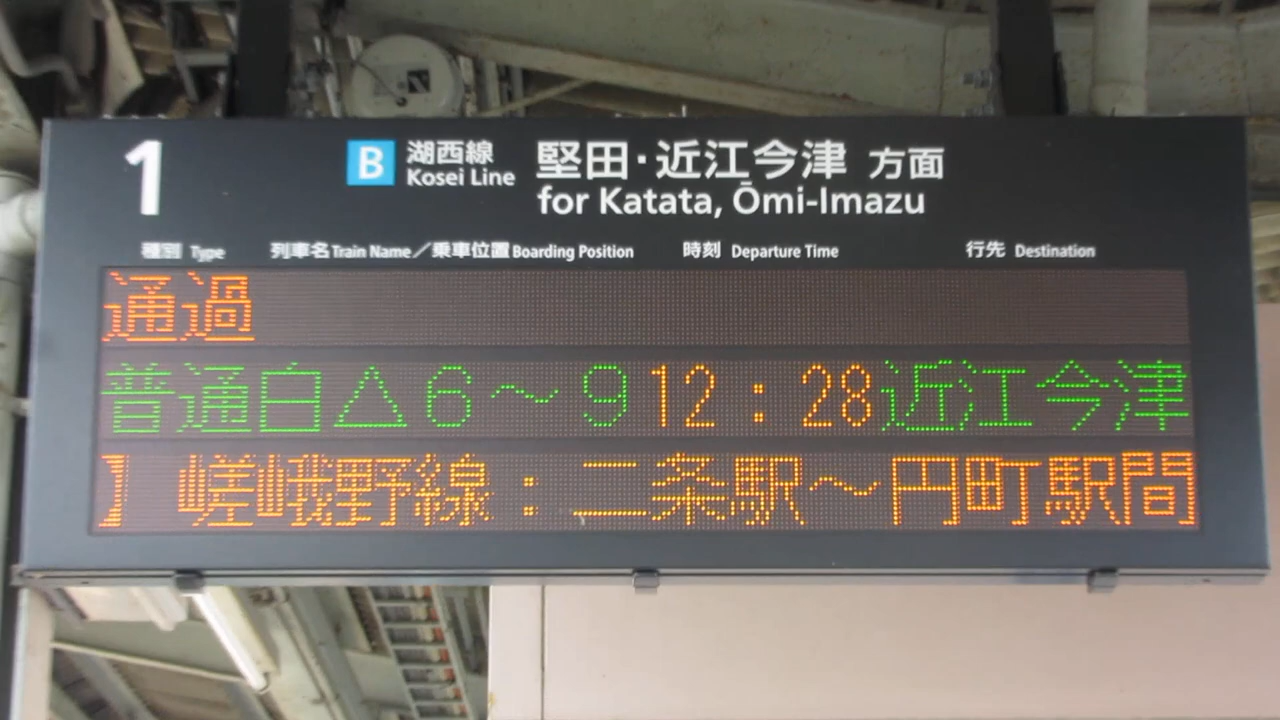 1 B 湖西線 堅田・近江今津 方面
Kosei Line for Katata, Ōmi-Imazu
種別 Type 列車名 Train Name／乗車位置 Boarding Position 時刻 Departure Time 行先 Destination
通過
普通白△6～9 12：28 近江今津
】嵯峨野線：二条駅～円町駅間